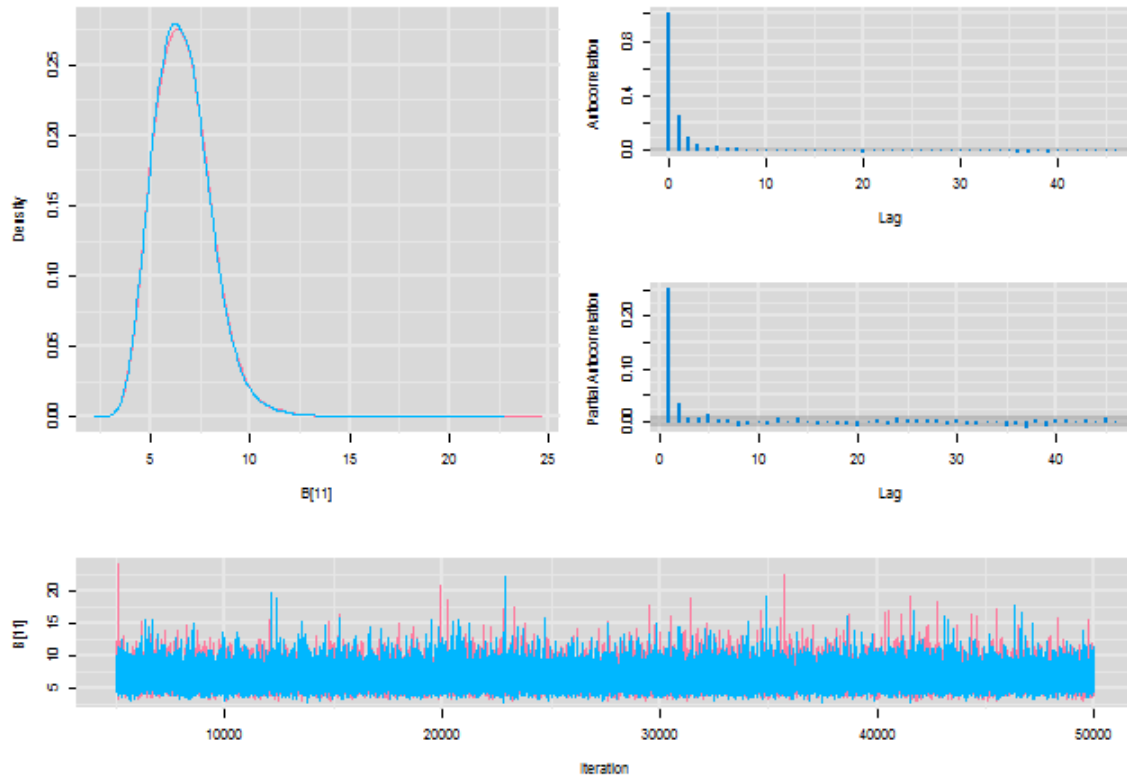 Density
0.00 0.05 0.10 0.15 0.20 0.25
5 10 15 20 25
B[11]
Autocorrelation
0.0 0.4 0.8
0 10 20 30 40
Lag
Partial Autocorrelation
0.00 0.10 0.20
0 10 20 30 40
Lag
B[11]
5 10 15 20
10000 20000 30000 40000 50000
Iteration